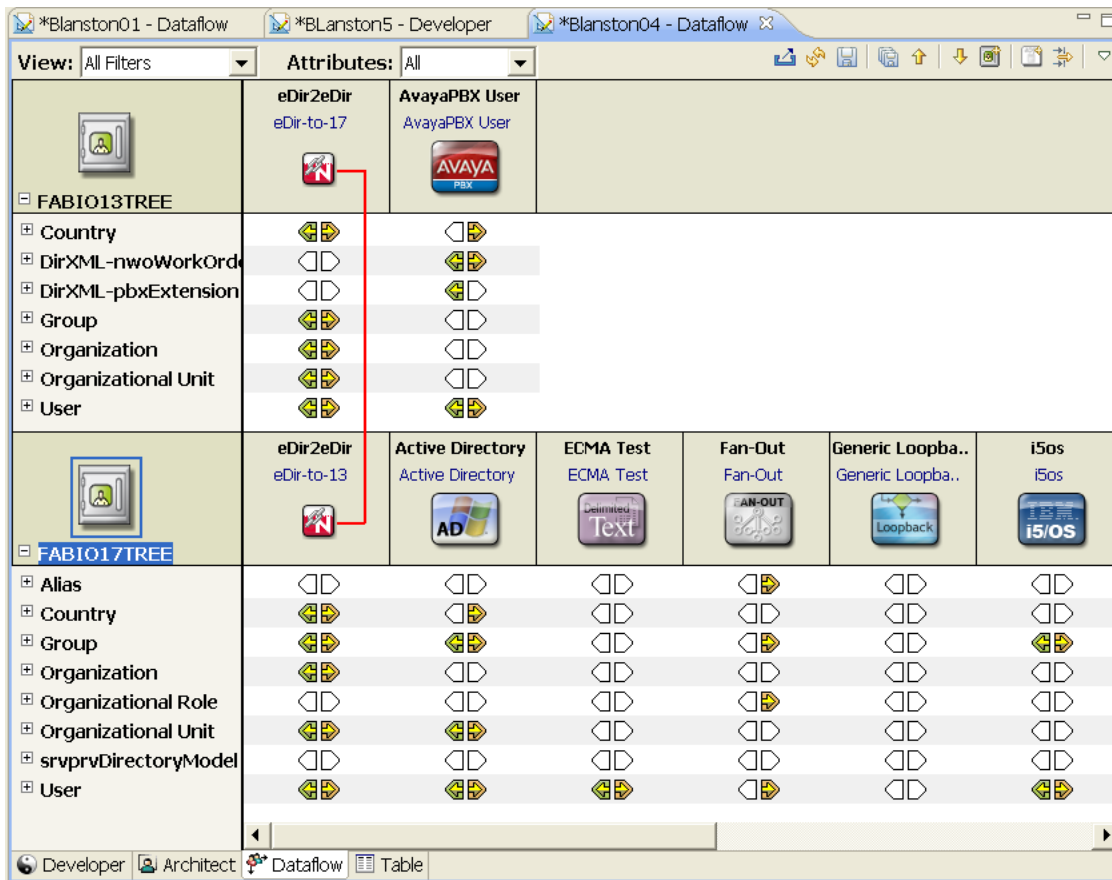 *Blanston01 - Dataflow *BLanston5 - Developer *Blanston04 - Dataflow
View: All Filters Attributes: All
eDir2eDir AvayaPBX User
eDir-to-17 AvayaPBX User
AVAYA
PBX
FABIO13TREE
Country
DirXML-nwoWorkOrde
DirXML-pbxExtension
Group
Organization
Organizational Unit
User
eDir2eDir Active Directory ECMA Test Fan-Out Generic Loopba.. i5os
eDir-to-13 Active Directory ECMA Test Fan-Out Generic Loopba.. i5os
N AD Delimited Text FAN-OUT Loopback IBM. i5/OS
FABIO17TREE
Alias
Country
Group
Organization
Organizational Role
Organizational Unit
srvprvDirectoryModel
User
Developer Architect Dataflow Table